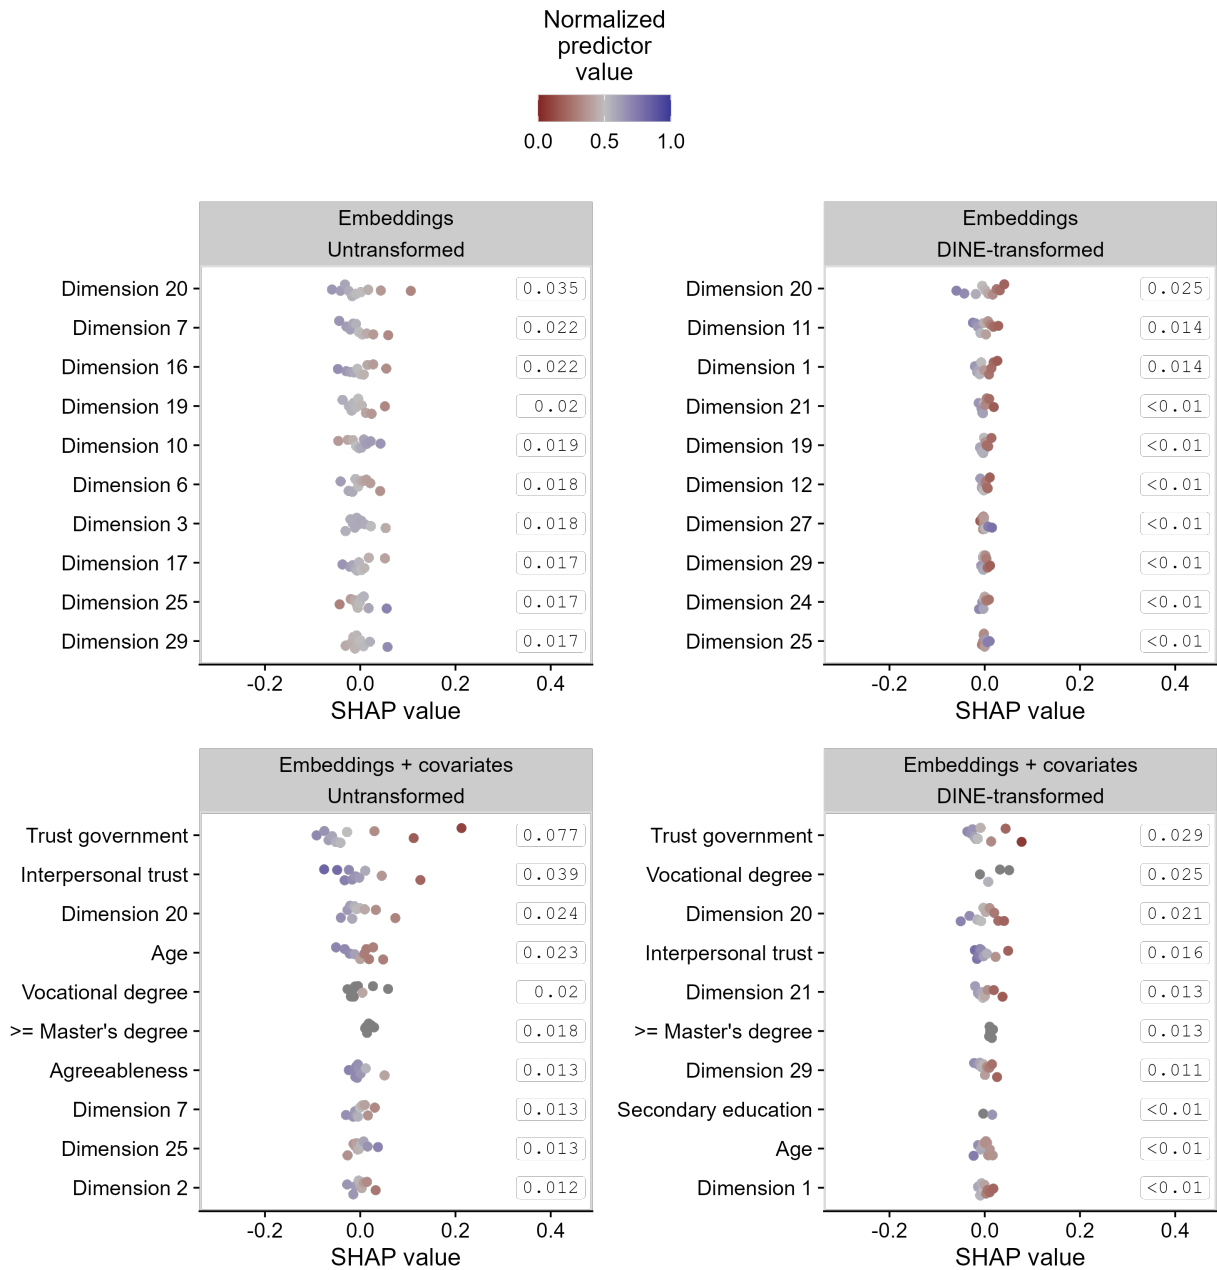 Normalized
predictor
value
0.0 0.5 1.0
Embeddings
Untransformed
Dimension 20 0.035
Dimension 7 0.022
Dimension 16 0.022
Dimension 19 0.02
Dimension 10 0.019
Dimension 6 0.018
Dimension 3 0.018
Dimension 17 0.017
Dimension 25 0.017
Dimension 29 0.017
-0.2 0.0 0.2 0.4
SHAP value
Embeddings
DINE-transformed
Dimension 20 0.025
Dimension 11 0.014
Dimension 1 0.014
Dimension 21 <0.01
Dimension 19 <0.01
Dimension 12 <0.01
Dimension 27 <0.01
Dimension 29 <0.01
Dimension 24 <0.01
Dimension 25 <0.01
-0.2 0.0 0.2 0.4
SHAP value
Embeddings + covariates
Untransformed
Trust government 0.077
Interpersonal trust 0.039
Dimension 20 0.024
Age 0.023
Vocational degree 0.02
>= Master's degree 0.018
Agreeableness 0.013
Dimension 7 0.013
Dimension 25 0.013
Dimension 2 0.012
-0.2 0.0 0.2 0.4
SHAP value
Embeddings + covariates
DINE-transformed
Trust government 0.029
Vocational degree 0.025
Dimension 20 0.021
Interpersonal trust 0.016
Dimension 21 0.013
>= Master's degree 0.013
Dimension 29 0.011
Secondary education <0.01
Age <0.01
Dimension 1 <0.01
-0.2 0.0 0.2 0.4
SHAP value